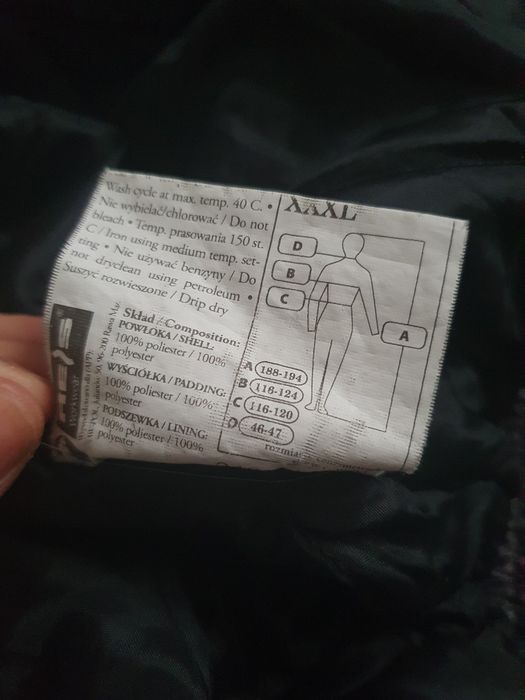 Wash cycle at max. temp. 40 C. •
Nie wybielać/chlorować / Do not
bleach • Temp. prasowania 150 st.
C / Iron using medium temp. set-
ting • Nie używać benzyny / Do
not dryclean using petroleum •
Suszyć rozwieszone / Drip dry
Skład / Composition:
POWŁOKA / SHELL:
100% poliester / 100%
polyester
WYŚCIÓŁKA / PADDING:
100% poliester / 100%
polyester
PODSZEWKA / LINING:
100% poliester / 100%
polyester
XXXL
D
B
C
A
A 188-194
B 118-124
C 116-120
D 46-47